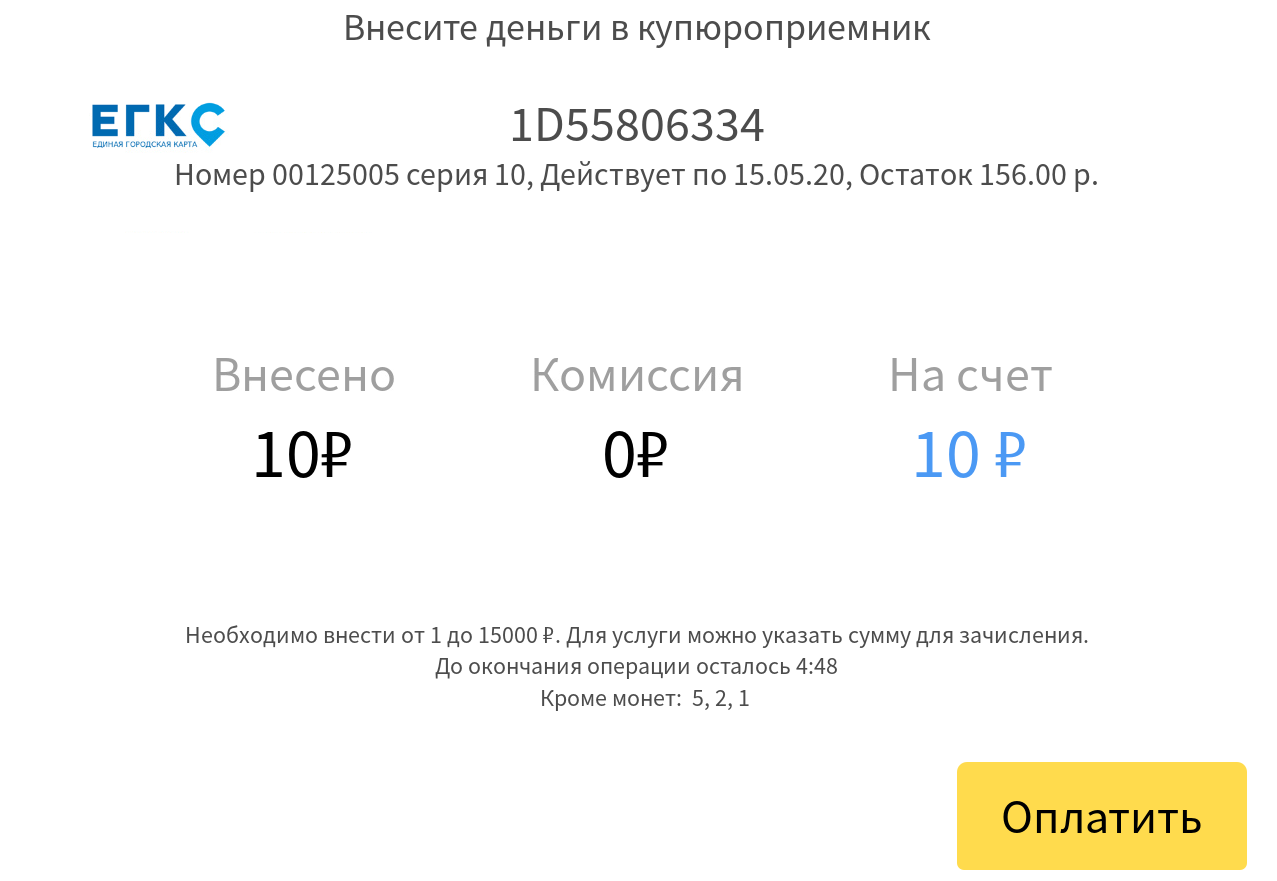 Внесите деньги в купюроприемник
ЕГКС
ЕДИНАЯ ГОРОДСКАЯ КАРТА
1D55806334
Номер 00125005 серия 10, Действует по 15.05.20, Остаток 156.00 р.
Внесено Комиссия На счет
10₽ 0₽ 10 ₽
Необходимо внести от 1 до 15000 ₽. Для услуги можно указать сумму для зачисления.
До окончания операции осталось 4:48
Кроме монет: 5, 2, 1
Оплатить